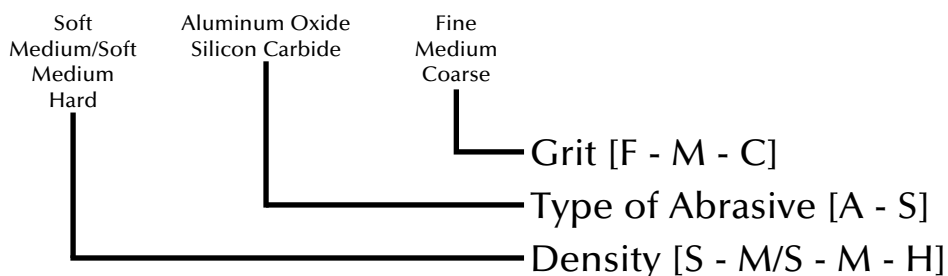 Soft
Medium/Soft
Medium
Hard
Aluminum Oxide
Silicon Carbide
Fine
Medium
Coarse
Grit [F - M - C]
Type of Abrasive [A - S]
Density [S - M/S - M - H]